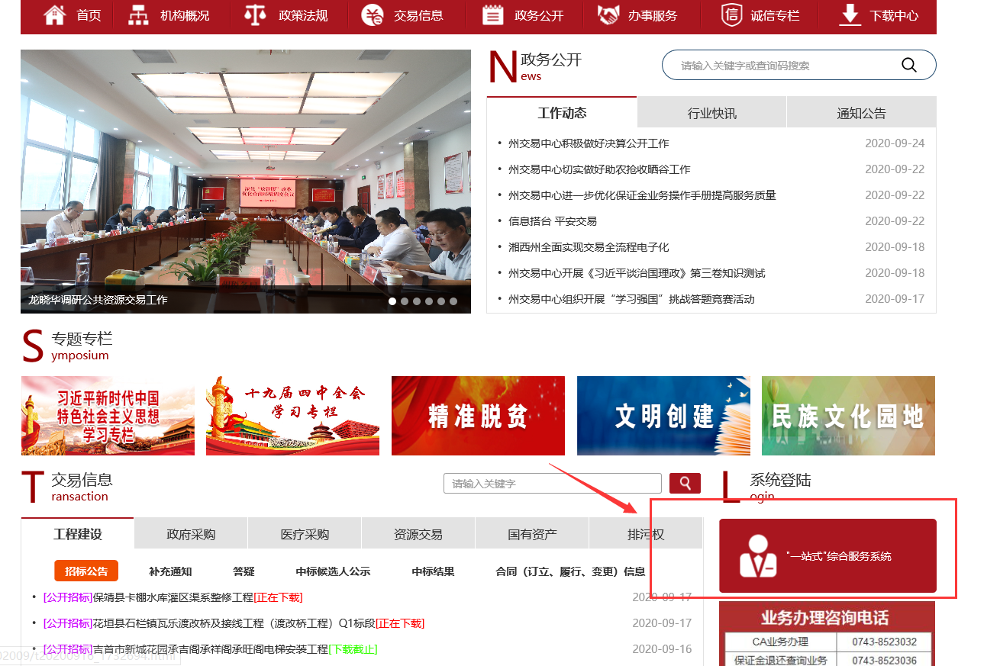 首页 机构概况 政策法规 交易信息 政务公开 办事服务 诚信专栏 下载中心
深化“放管服”改革
优化营商环境调度会议
龙晓华调研公共资源交易工作
News 政务公开
请输入关键字或查询码搜索
工作动态 行业快讯 通知公告
• 州交易中心积极做好决算公开工作 2020-09-24
• 州交易中心切实做好助农抢收晒谷工作 2020-09-22
• 州交易中心进一步优化保证金业务操作手册提高服务质量 2020-09-22
• 信息搭台 平安交易 2020-09-22
• 湘西州全面实现交易全流程电子化 2020-09-18
• 州交易中心开展《习近平谈治国理政》第三卷知识测试 2020-09-18
• 州交易中心组织开展“学习强国”挑战答题竞赛活动 2020-09-17
Symposium 专题专栏
习近平新时代中国
特色社会主义思想
学习专栏
十九届四中全会
学习专栏
精准脱贫
文明创建
民族文化园地
Transaction 交易信息
请输入关键字
Login 系统登陆
工程建设 政府采购 医疗采购 资源交易 国有资产 排污权
招标公告 补充通知 答疑 中标候选人公示 中标结果 合同（订立、履行、变更）信息
• [公开招标]保靖县卡棚水库灌区渠系整修工程[正在下载] 2020-09-17
• [公开招标]花垣县石栏镇瓦乐渡改桥及接线工程（渡改桥工程）Q1标段[正在下载] 2020-09-17
• [公开招标]吉首市新城花园承吉阁承祥阁承旺阁电梯安装工程[下载截止] 2020-09-16
"一站式"综合服务系统
业务办理咨询电话
CA业务办理 0743-8523032
保证金退还查询业务 0743-8523036